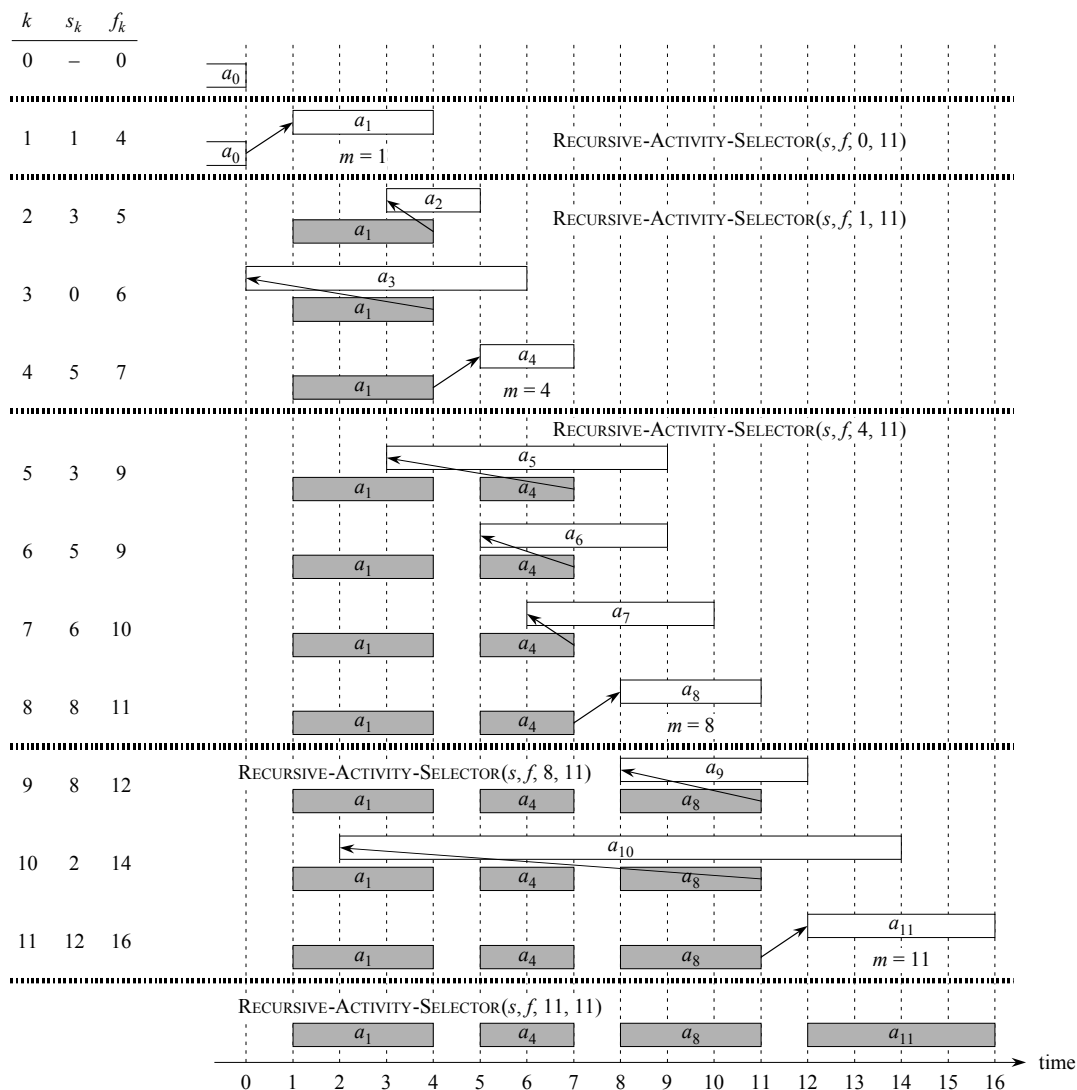 k s_k f_k
0 – 0
a_0
1 1 4
a_1
a_0
m = 1
RECURSIVE-ACTIVITY-SELECTOR(s, f, 0, 11)
2 3 5
a_2
a_1
RECURSIVE-ACTIVITY-SELECTOR(s, f, 1, 11)
3 0 6
a_3
a_1
4 5 7
a_4
a_1
m = 4
RECURSIVE-ACTIVITY-SELECTOR(s, f, 4, 11)
5 3 9
a_5
a_1 a_4
6 5 9
a_6
a_1 a_4
7 6 10
a_7
a_1 a_4
8 8 11
a_8
a_1 a_4
m = 8
RECURSIVE-ACTIVITY-SELECTOR(s, f, 8, 11)
9 8 12
a_9
a_1 a_4 a_8
10 2 14
a_10
a_1 a_4 a_8
11 12 16
a_11
a_1 a_4 a_8
m = 11
RECURSIVE-ACTIVITY-SELECTOR(s, f, 11, 11)
a_1 a_4 a_8 a_11
time
0 1 2 3 4 5 6 7 8 9 10 11 12 13 14 15 16